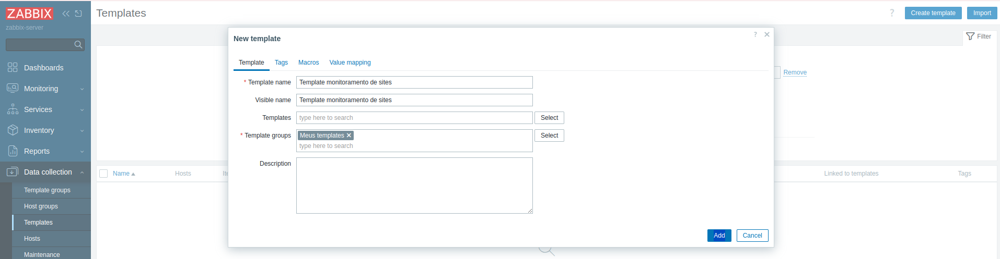 ZABBIX
zabbix-server
Dashboards
Monitoring
Services
Inventory
Reports
Data collection
Template groups
Host groups
Templates
Hosts
Maintenance
Templates
? Create template Import
Filter
New template
?
Template Tags Macros Value mapping
* Template name Template monitoramento de sites
Visible name Template monitoramento de sites
Templates type here to search Select
* Template groups Meus templates Select
type here to search
Description
Add Cancel
Remove
Name Hosts Linked to templates Tags